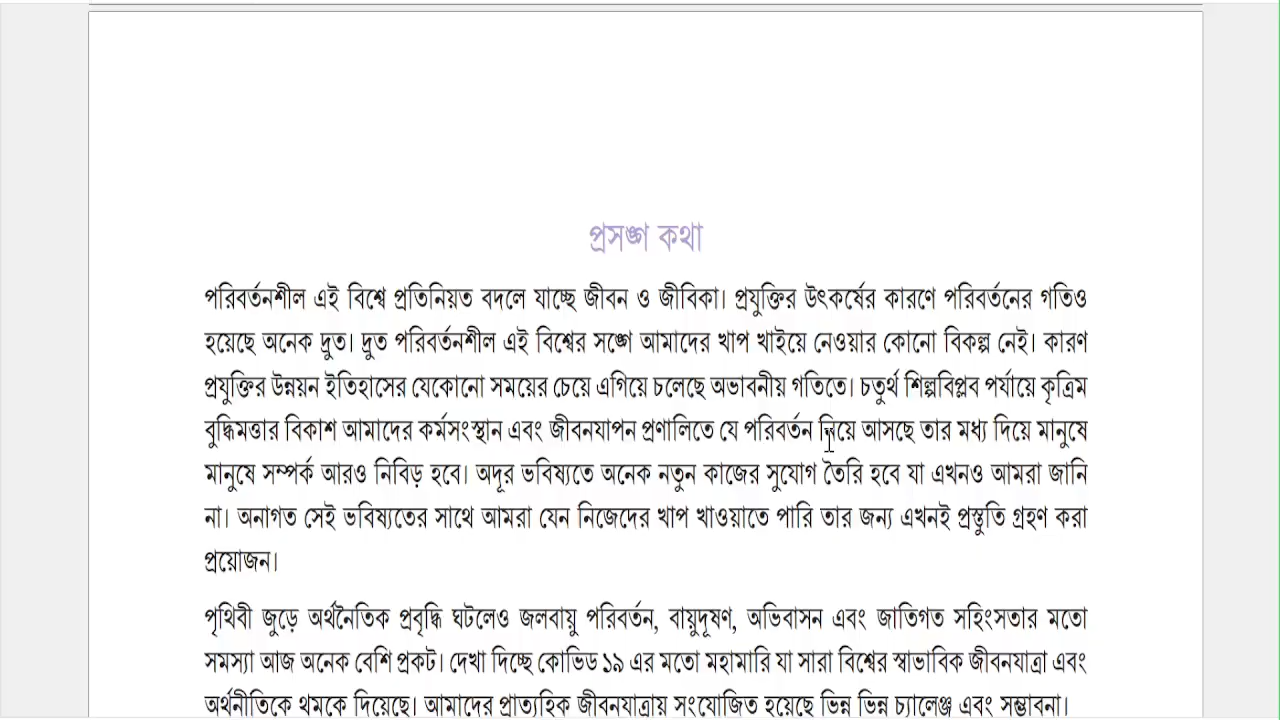 প্রসঙ্গ কথা
পরিবর্তনশীল এই বিশ্বে প্রতিনিয়ত বদলে যাচ্ছে জীবন ও জীবিকা। প্রযুক্তির উৎকর্ষের কারণে পরিবর্তনের গতিও
হয়েছে অনেক দ্রুত। দ্রুত পরিবর্তনশীল এই বিশ্বের সঙ্গে আমাদের খাপ খাইয়ে নেওয়ার কোনো বিকল্প নেই। কারণ
প্রযুক্তির উন্নয়ন ইতিহাসের যেকোনো সময়ের চেয়ে এগিয়ে চলেছে অভাবনীয় গতিতে। চতুর্থ শিল্পবিপ্লব পর্যায়ে কৃত্রিম
বুদ্ধিমত্তার বিকাশ আমাদের কর্মসংস্থান এবং জীবনযাপন প্রণালিতে যে পরিবর্তন নিয়ে আসছে তার মধ্য দিয়ে মানুষে
মানুষে সম্পর্ক আরও নিবিড় হবে। অদূর ভবিষ্যতে অনেক নতুন কাজের সুযোগ তৈরি হবে যা এখনও আমরা জানি
না। অনাগত সেই ভবিষ্যতের সাথে আমরা যেন নিজেদের খাপ খাওয়াতে পারি তার জন্য এখনই প্রস্তুতি গ্রহণ করা
প্রয়োজন।
পৃথিবী জুড়ে অর্থনৈতিক প্রবৃদ্ধি ঘটলেও জলবায়ু পরিবর্তন, বায়ুদূষণ, অভিবাসন এবং জাতিগত সহিংসতার মতো
সমস্যা আজ অনেক বেশি প্রকট। দেখা দিচ্ছে কোভিড ১৯ এর মতো মহামারি যা সারা বিশ্বের স্বাভাবিক জীবনযাত্রা এবং
অর্থনীতিকে থমকে দিয়েছে। আমাদের প্রাত্যহিক জীবনযাত্রায় সংযোজিত হয়েছে ভিন্ন ভিন্ন চ্যালেঞ্জ এবং সম্ভাবনা।